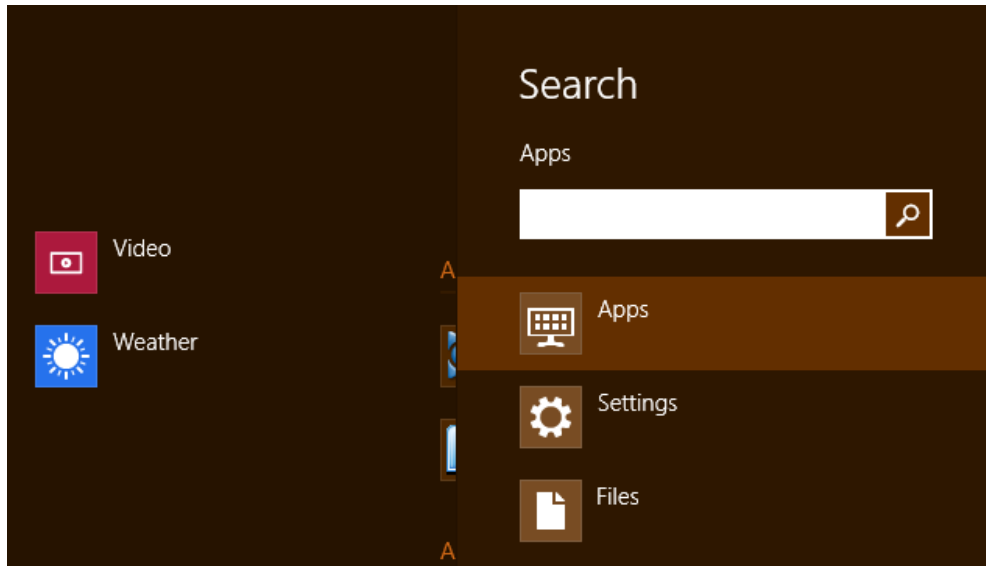 Video
Weather
A
A
Search
Apps
Apps
Settings
Files